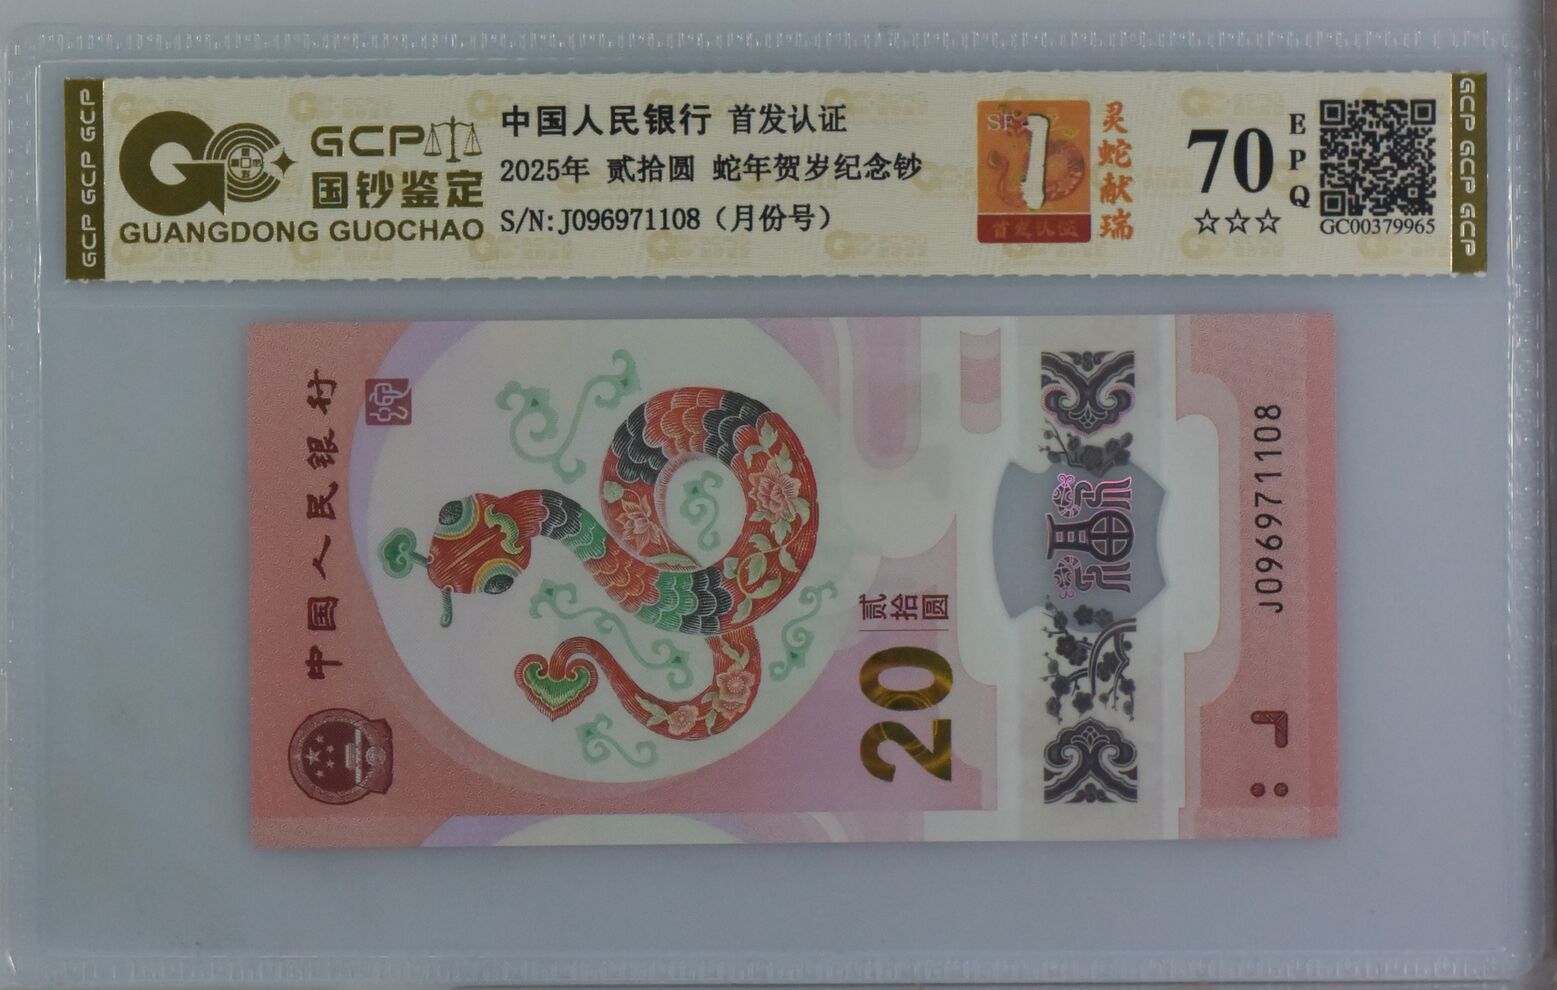 GCP GCP GCP
GCP
国钞鉴定
GUANGDONG GUOCHAO
中国人民银行 首发认证
2025年 贰拾圆 蛇年贺岁纪念钞
S/N:J096971108（月份号）
1
首发认证
灵蛇献瑞
70
EPQ
☆☆☆
GC00379965
GCP GCP GCP
中国人民银行
20
贰拾圆
J096971108